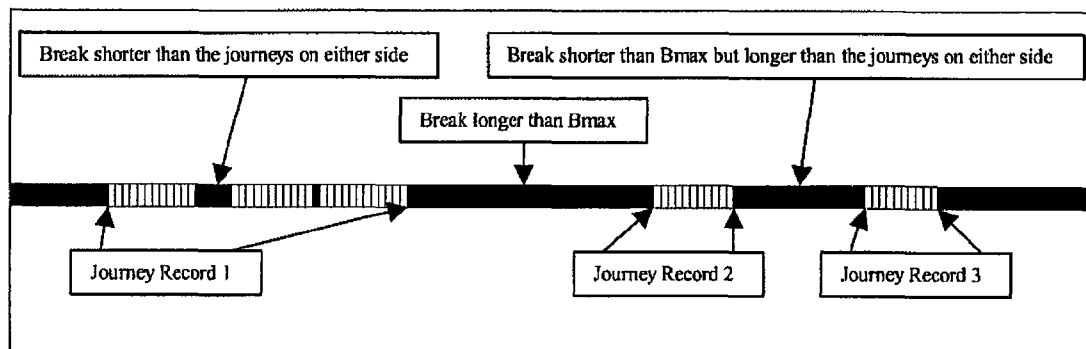 Break shorter than the journeys on either side
Break shorter than Bmax but longer than the journeys on either side
Break longer than Bmax
Journey Record 1
Journey Record 2
Journey Record 3